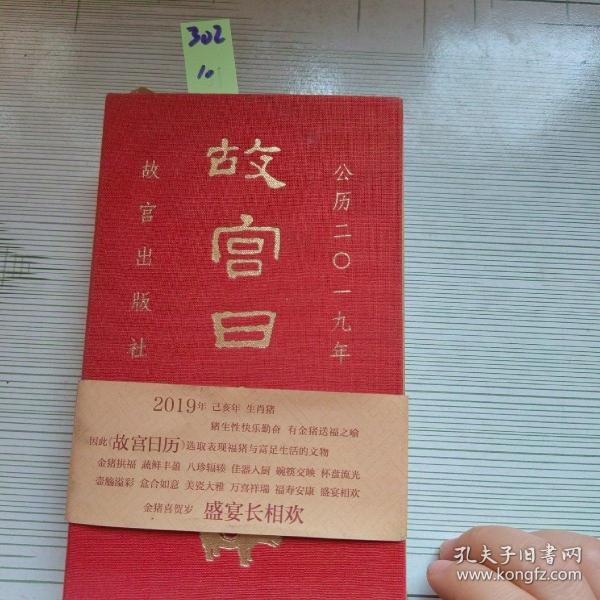 302
10
故宫日
公历二〇一九年
故宫出版社
2019年 己亥年 生肖猪
猪生性快乐勤奋 有金猪送福之喻
因此《故宫日历》选取表现福猪与富足生活的文物
金猪拱福 蔬鲜丰盈 八珍辐辏 佳器入厨 碗筷交映 杯盘流光
壶觞溢彩 盒合如意 美瓷大雅 万喜祥瑞 福寿安康 盛宴相欢
金猪喜贺岁 盛宴长相欢
孔夫子旧书网
www.kongfz.com